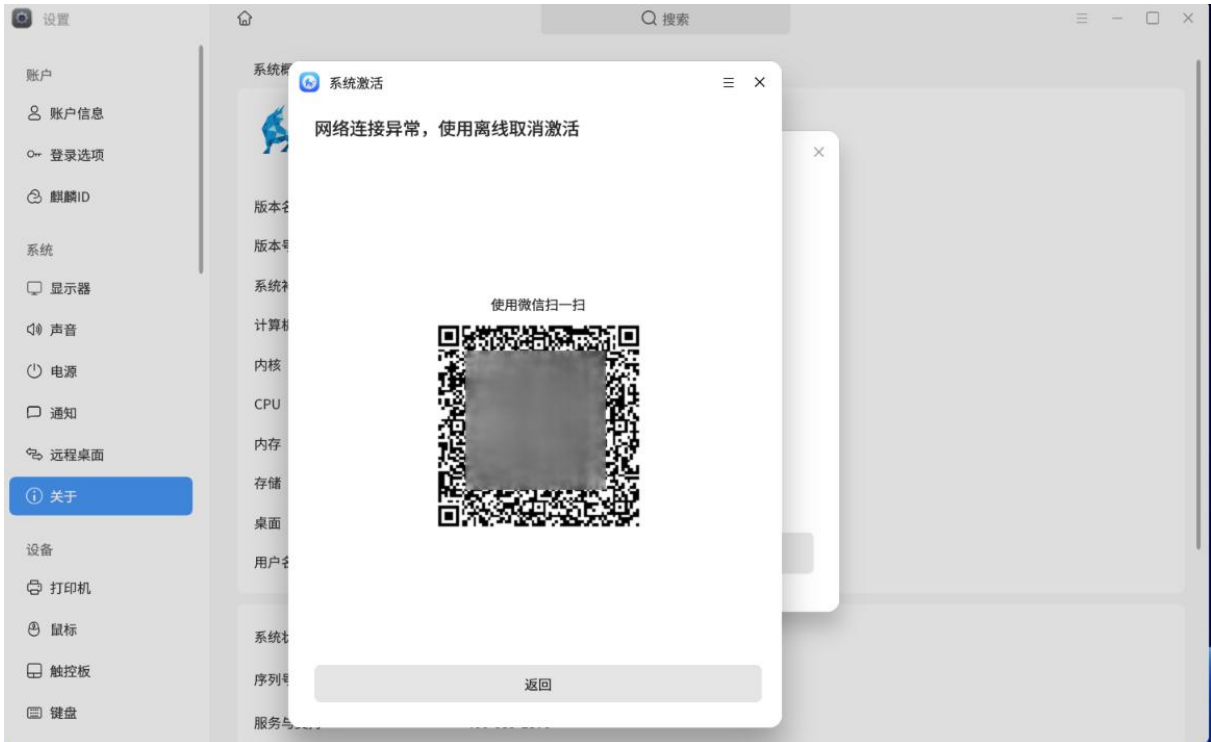 设置
搜索
账户
账户信息
登录选项
麒麟ID
系统
显示器
声音
电源
通知
远程桌面
关于
设备
打印机
鼠标
触控板
键盘
系统
版本
版本
系统
计算
内核
CPU
内存
存储
桌面
用户
系统
序列
服务与
系统激活
网络连接异常，使用离线取消激活
使用微信扫一扫
返回